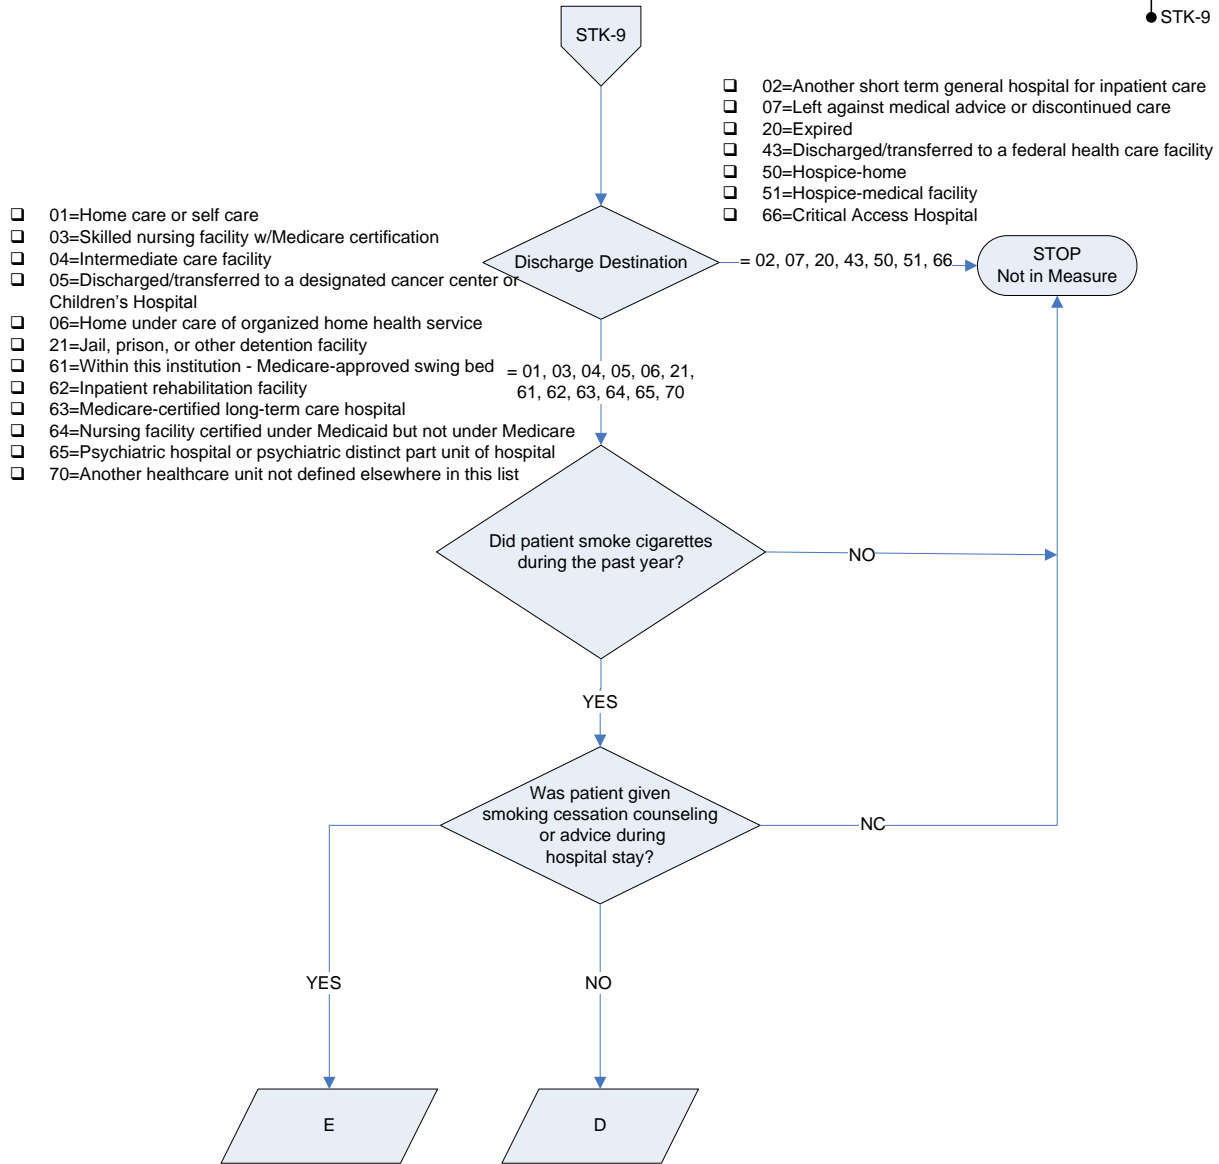 STK-9
STK-9
❑ 02=Another short term general hospital for inpatient care
❑ 07=Left against medical advice or discontinued care
❑ 20=Expired
❑ 43=Discharged/transferred to a federal health care facility
❑ 50=Hospice-home
❑ 51=Hospice-medical facility
❑ 66=Critical Access Hospital
❑ 01=Home care or self care
❑ 03=Skilled nursing facility w/Medicare certification
❑ 04=Intermediate care facility
❑ 05=Discharged/transferred to a designated cancer center or
Children’s Hospital
❑ 06=Home under care of organized home health service
❑ 21=Jail, prison, or other detention facility
❑ 61=Within this institution - Medicare-approved swing bed
❑ 62=Inpatient rehabilitation facility
❑ 63=Medicare-certified long-term care hospital
❑ 64=Nursing facility certified under Medicaid but not under Medicare
❑ 65=Psychiatric hospital or psychiatric distinct part unit of hospital
❑ 70=Another healthcare unit not defined elsewhere in this list
Discharge Destination
= 02, 07, 20, 43, 50, 51, 66
STOP
Not in Measure
= 01, 03, 04, 05, 06, 21,
61, 62, 63, 64, 65, 70
Did patient smoke cigarettes
during the past year?
NO
YES
Was patient given
smoking cessation counseling
or advice during
hospital stay?
NC
YES
NO
E
D